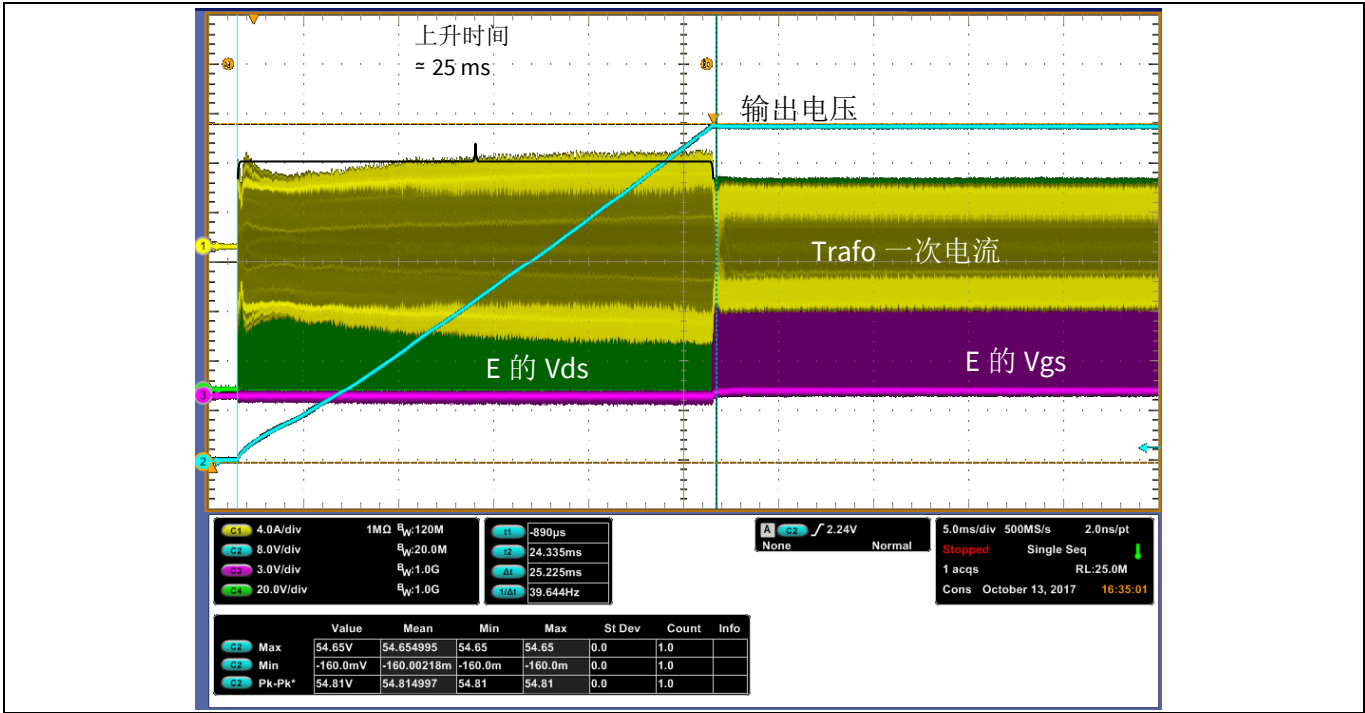 上升时间
≃ 25 ms
a
b
输出电压
1
Trafo 一次电流
E 的 Vds
E 的 Vgs
3
2
C1 4.0A/div 1MΩ BW:120M
C2 8.0V/div BW:20.0M
C3 3.0V/div BW:1.0G
C4 20.0V/div BW:1.0G
t1 -890µs
t2 24.335ms
Δt 25.225ms
1/Δt 39.644Hz
A C2 2.24V
None Normal
5.0ms/div 500MS/s 2.0ns/pt
Stopped Single Seq
1 acqs RL:25.0M
Cons October 13, 2017 16:35:01
Value Mean Min Max St Dev Count Info
C2 Max 54.65V 54.654995 54.65 54.65 0.0 1.0
C2 Min -160.0mV -160.00218m -160.0m -160.0m 0.0 1.0
C2 Pk-Pk* 54.81V 54.814997 54.81 54.81 0.0 1.0